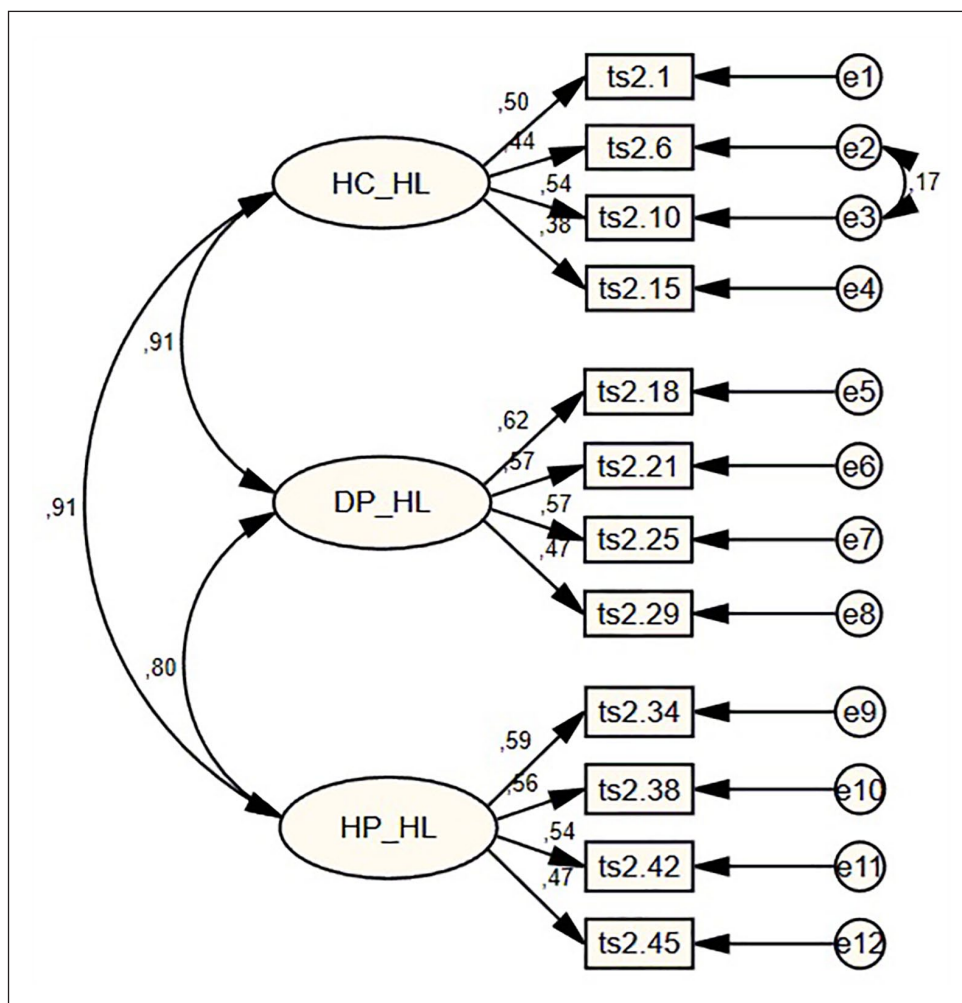 ts2.1
e1
,50
ts2.6
e2
,44
HC_HL
,54
,17
ts2.10
e3
,38
ts2.15
e4
,91
ts2.18
e5
,62
ts2.21
e6
,57
DP_HL
,91
,57
ts2.25
e7
,47
ts2.29
e8
,80
ts2.34
e9
,59
ts2.38
e10
,56
HP_HL
,54
ts2.42
e11
,47
ts2.45
e12